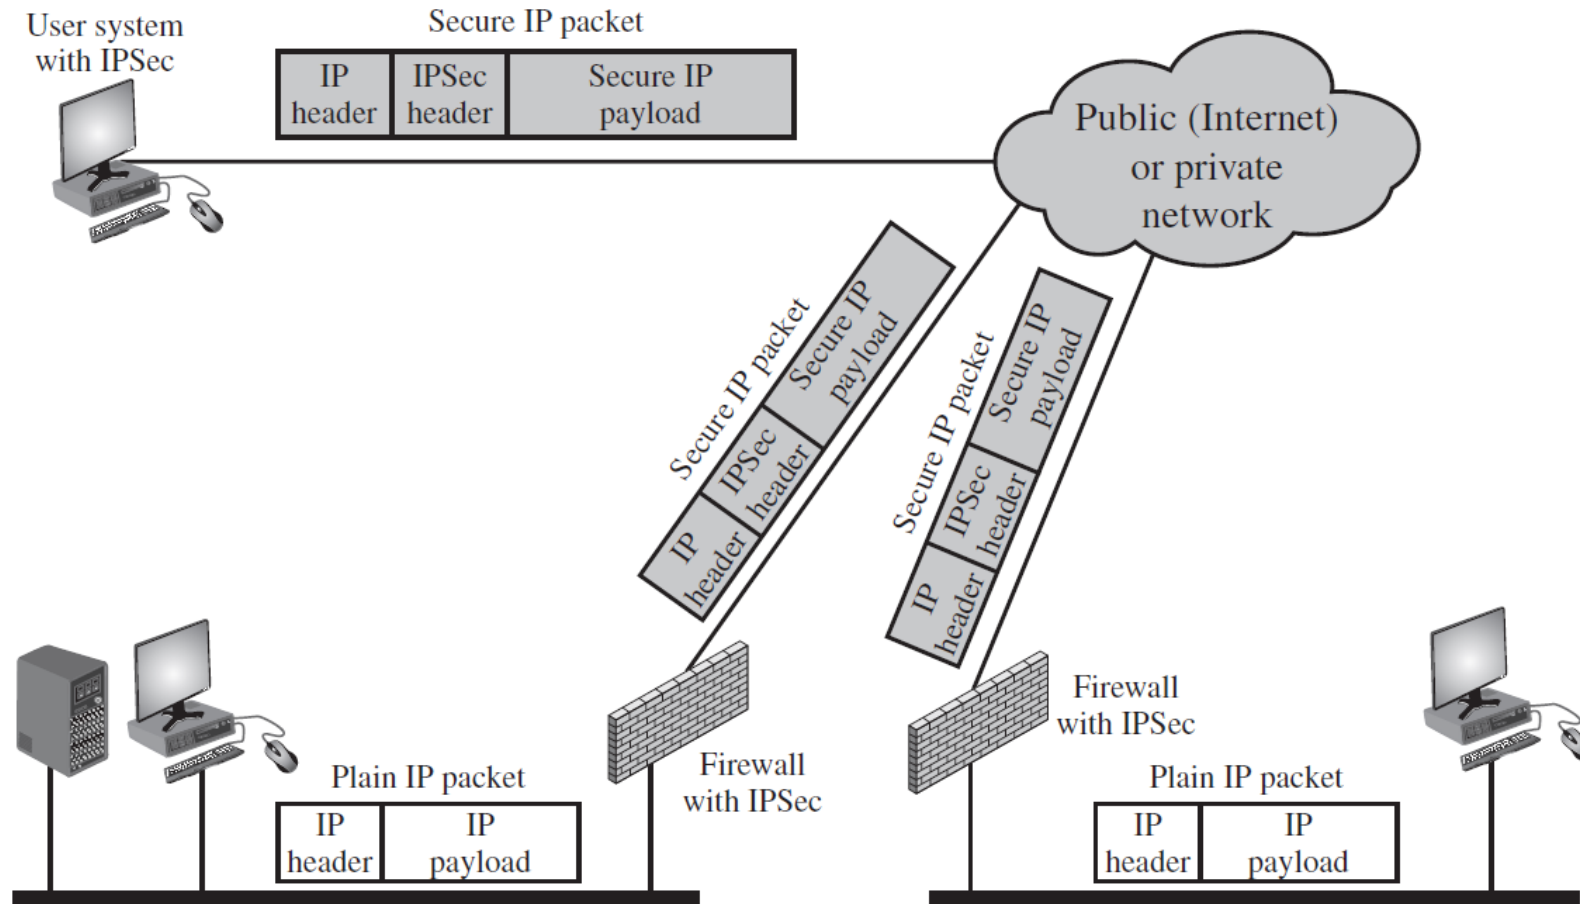 User system
with IPSec
Secure IP packet
IP
header
IPSec
header
Secure IP
payload
Public (Internet)
or private
network
Secure IP packet
IP
header
IPSec
header
Secure IP
payload
Secure IP packet
IP
header
IPSec
header
Secure IP
payload
Firewall
with IPSec
Firewall
with IPSec
Plain IP packet
IP
header
IP
payload
Plain IP packet
IP
header
IP
payload